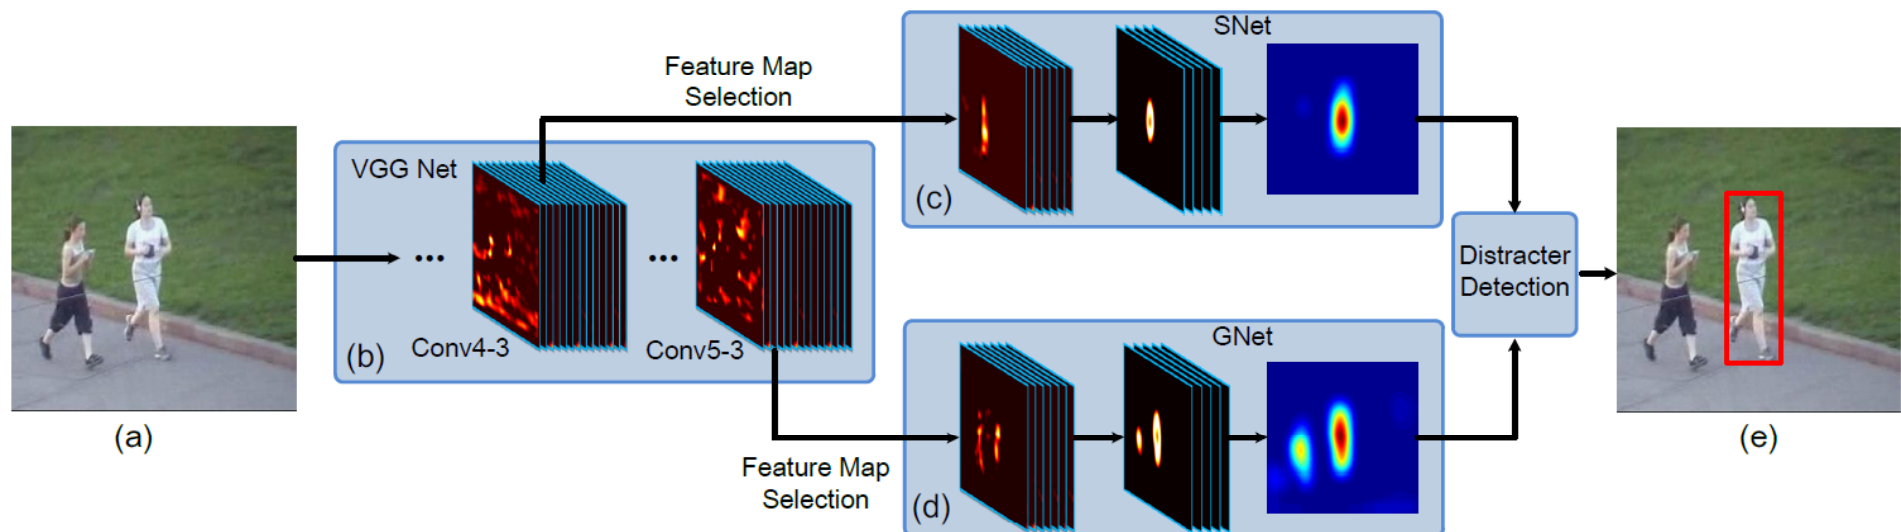 (a)
VGG Net
...
Conv4-3
...
Conv5-3
(b)
Feature Map
Selection
SNet
(c)
Feature Map
Selection
GNet
(d)
Distracter
Detection
(e)